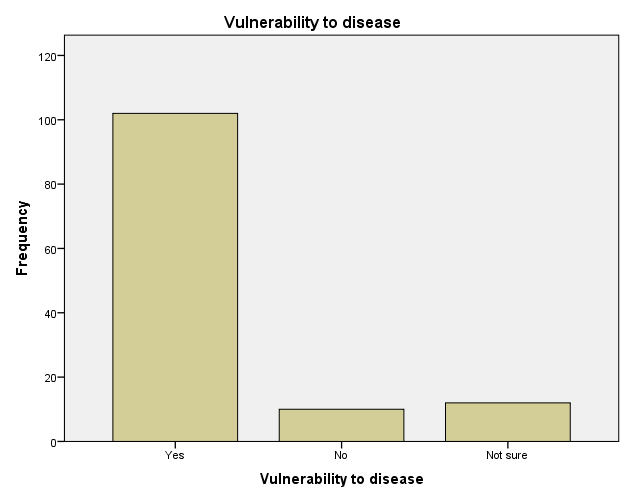 Vulnerability to disease
120
100
80
60
40
20
0
Frequency
Yes No Not sure
Vulnerability to disease